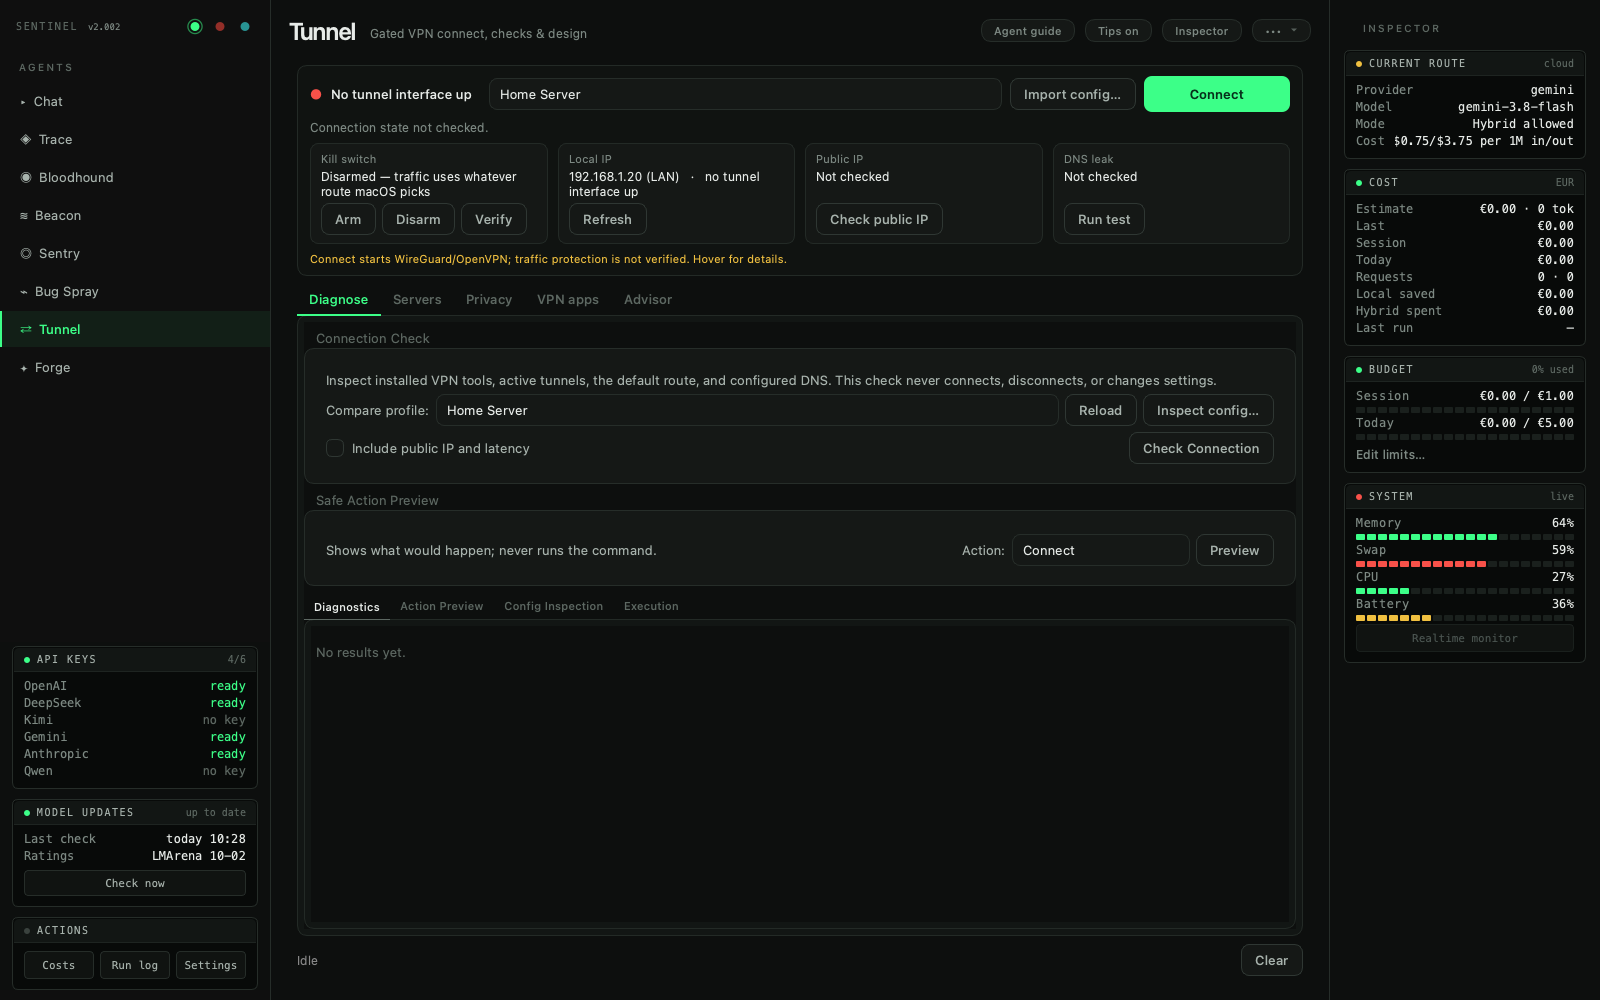 SENTINEL v2.002
AGENTS
Chat
Trace
Bloodhound
Beacon
Sentry
Bug Spray
Tunnel
Forge
API KEYS 4/6
OpenAI ready
DeepSeek ready
Kimi no key
Gemini ready
Anthropic ready
Qwen no key
MODEL UPDATES up to date
Last check today 10:28
Ratings LMArena 10-02
Check now
ACTIONS
Costs Run log Settings
Tunnel Gated VPN connect, checks & design
Agent guide Tips on Inspector ...
No tunnel interface up Home Server Import config... Connect
Connection state not checked.
Kill switch
Disarmed — traffic uses whatever
route macOS picks
Arm Disarm Verify
Local IP
192.168.1.20 (LAN) · no tunnel
interface up
Refresh
Public IP
Not checked
Check public IP
DNS leak
Not checked
Run test
Connect starts WireGuard/OpenVPN; traffic protection is not verified. Hover for details.
Diagnose Servers Privacy VPN apps Advisor
Connection Check
Inspect installed VPN tools, active tunnels, the default route, and configured DNS. This check never connects, disconnects, or changes settings.
Compare profile: Home Server Reload Inspect config...
Include public IP and latency Check Connection
Safe Action Preview
Shows what would happen; never runs the command. Action: Connect Preview
Diagnostics Action Preview Config Inspection Execution
No results yet.
Idle Clear
INSPECTOR
CURRENT ROUTE cloud
Provider gemini
Model gemini-3.8-flash
Mode Hybrid allowed
Cost $0.75/$3.75 per 1M in/out
COST EUR
Estimate €0.00 · 0 tok
Last €0.00
Session €0.00
Today €0.00
Requests 0 · 0
Local saved €0.00
Hybrid spent €0.00
Last run —
BUDGET 0% used
Session €0.00 / €1.00
Today €0.00 / €5.00
Edit limits...
SYSTEM live
Memory 64%
Swap 59%
CPU 27%
Battery 36%
Realtime monitor